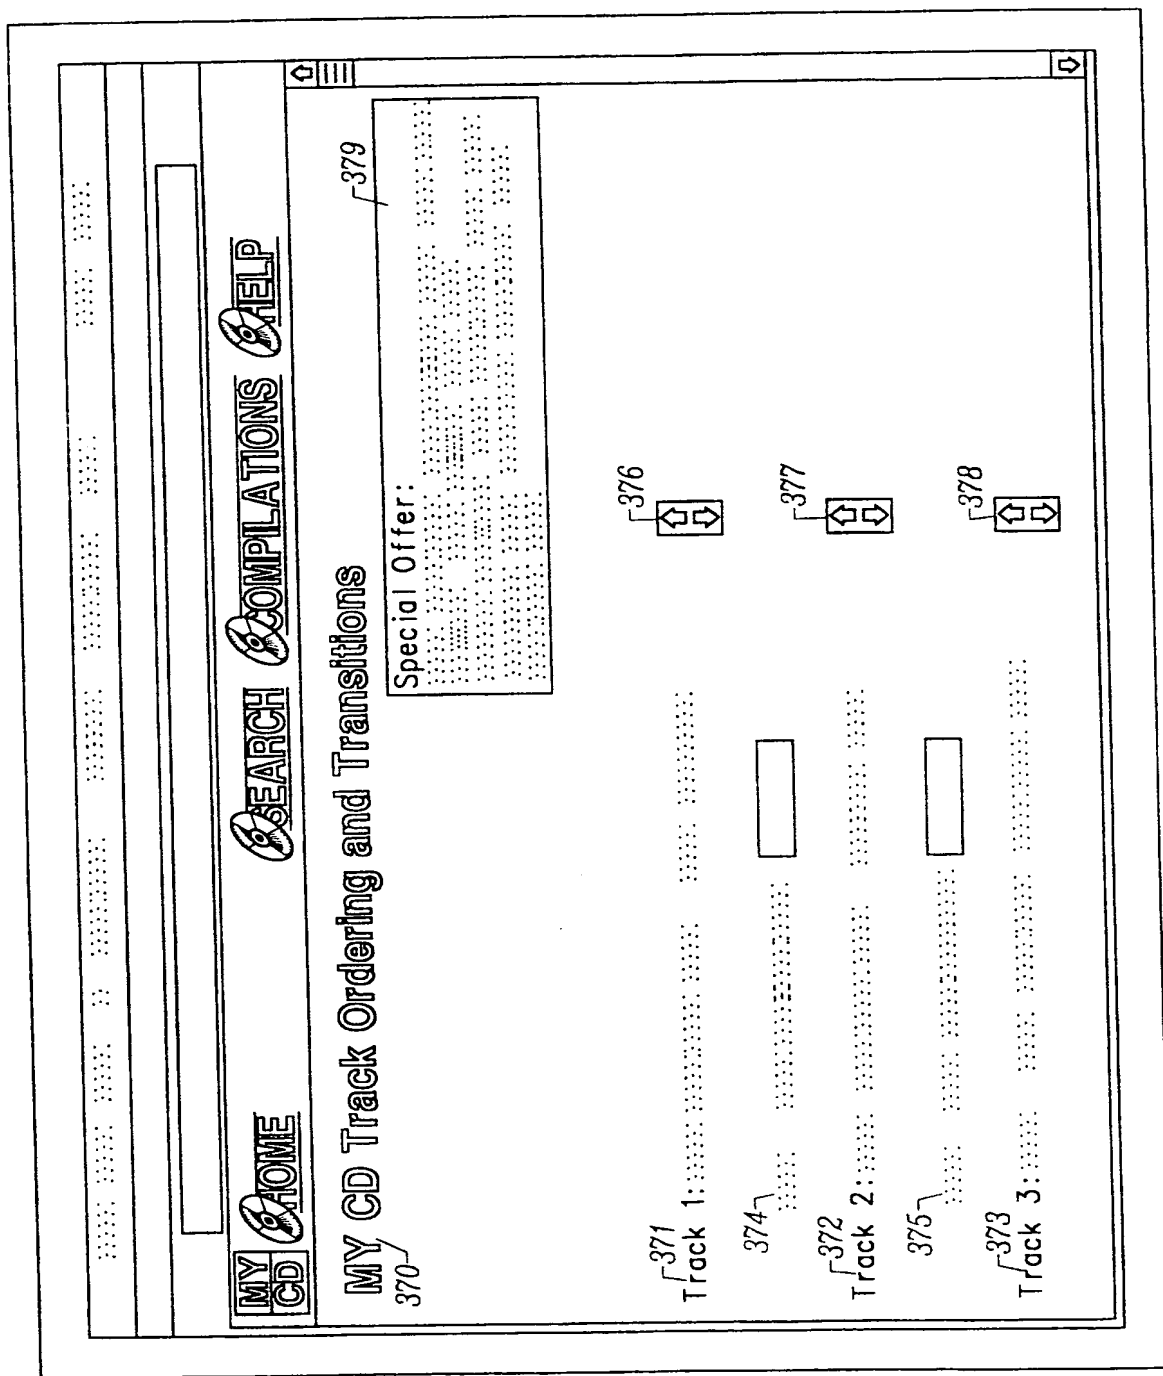 MY CD HOME SEARCH COMPILATIONS HELP
MY CD Track Ordering and Transitions
370
Special Offer:
379
371
Track 1:
376
374
372
Track 2:
377
375
373
Track 3:
378